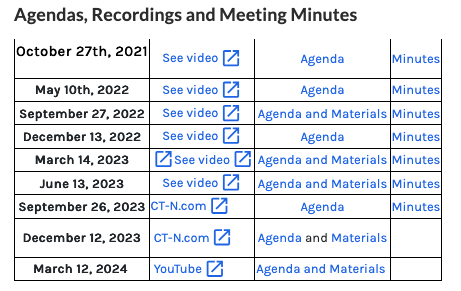 Agendas, Recordings and Meeting Minutes
October 27th, 2021 See video Agenda Minutes
May 10th, 2022 See video Agenda Minutes
September 27, 2022 See video Agenda and Materials Minutes
December 13, 2022 See video Agenda Minutes
March 14, 2023 See video Agenda and Materials Minutes
June 13, 2023 See video Agenda and Materials Minutes
September 26, 2023 CT-N.com Agenda Minutes
December 12, 2023 CT-N.com Agenda and Materials
March 12, 2024 YouTube Agenda and Materials